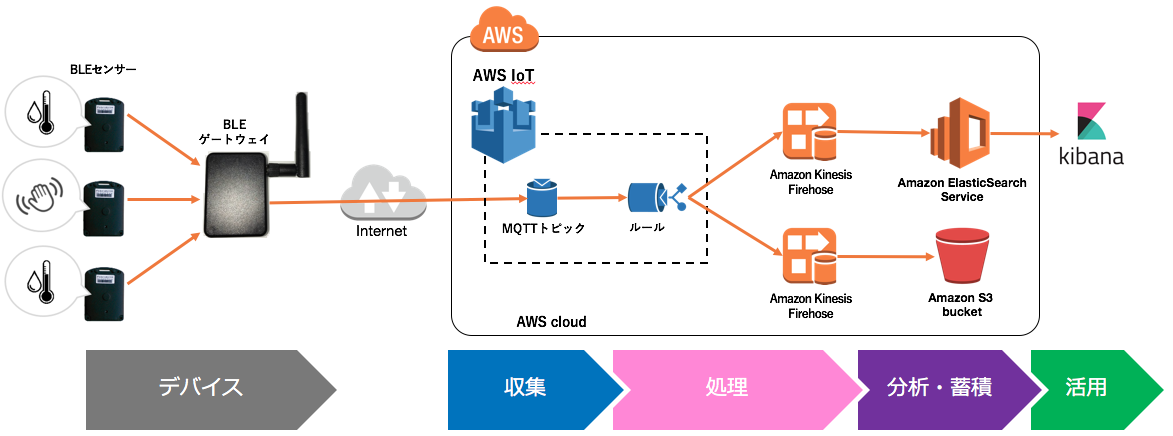 AWS
BLEセンサー
AWS IoT
BLE
ゲートウェイ
kibana
Amazon Kinesis
Firehose
Amazon ElasticSearch
Service
Internet
MQTTトピック
ルール
Amazon Kinesis
Firehose
Amazon S3
bucket
AWS cloud
デバイス
収集
処理
分析・蓄積
活用